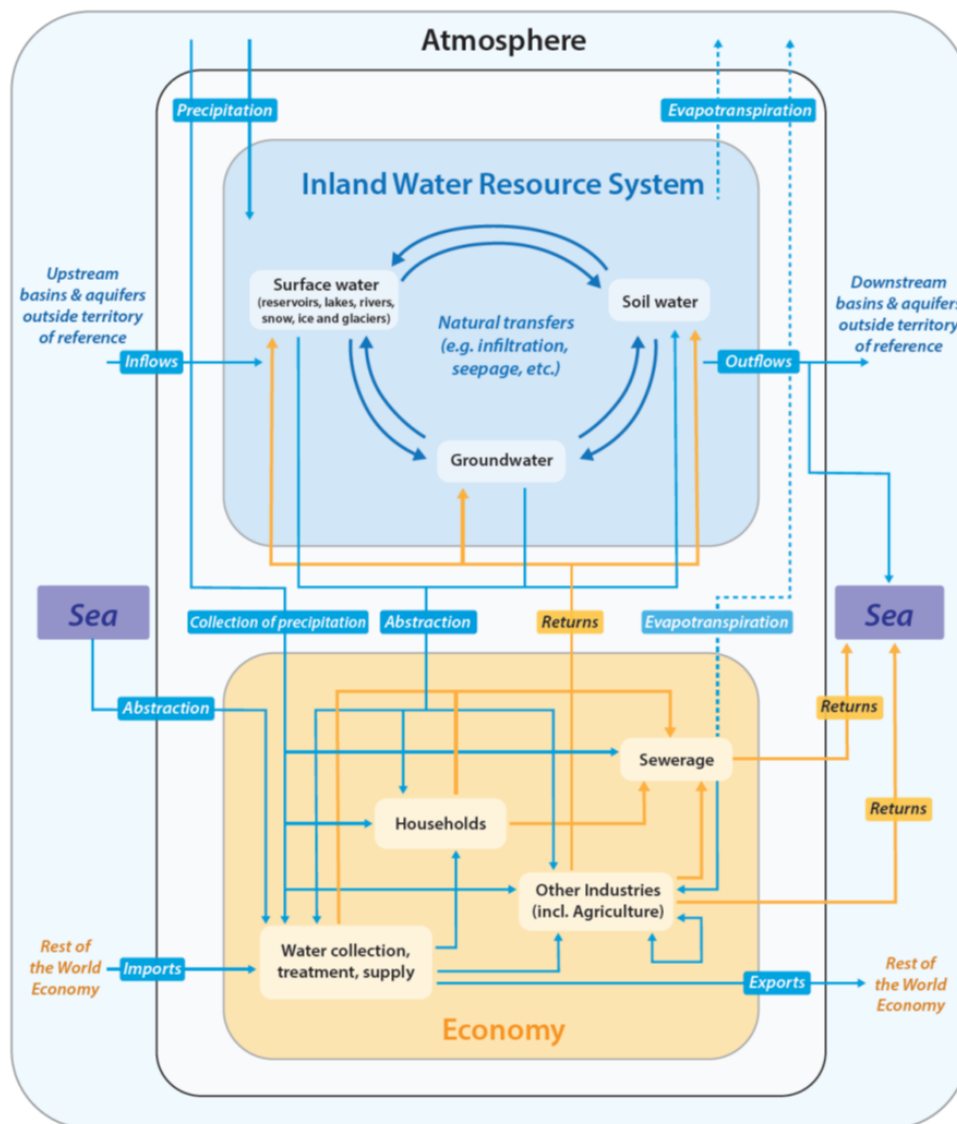 Atmosphere
Precipitation
Evapotranspiration
Inland Water Resource System
Upstream
basins & aquifers
outside territory
of reference
Surface water
(reservoirs, lakes, rivers,
snow, ice and glaciers)
Soil water
Downstream
basins & aquifers
outside territory
of reference
Natural transfers
(e.g. infiltration,
seepage, etc.)
Inflows
Outflows
Groundwater
Sea
Collection of precipitation
Abstraction
Returns
Evapotranspiration
Sea
Abstraction
Returns
Sewerage
Households
Returns
Other Industries
(incl. Agriculture)
Water collection,
treatment, supply
Rest of
the World
Economy
Imports
Exports
Rest of
the World
Economy
Economy